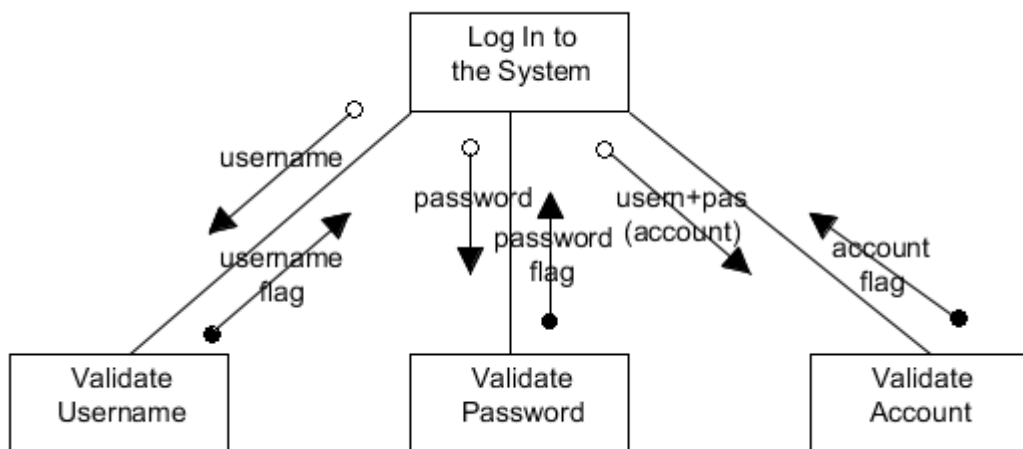 Log In to
the System
username
password
usern+pas
(account)
username
flag
password
flag
account
flag
Validate
Username
Validate
Password
Validate
Account